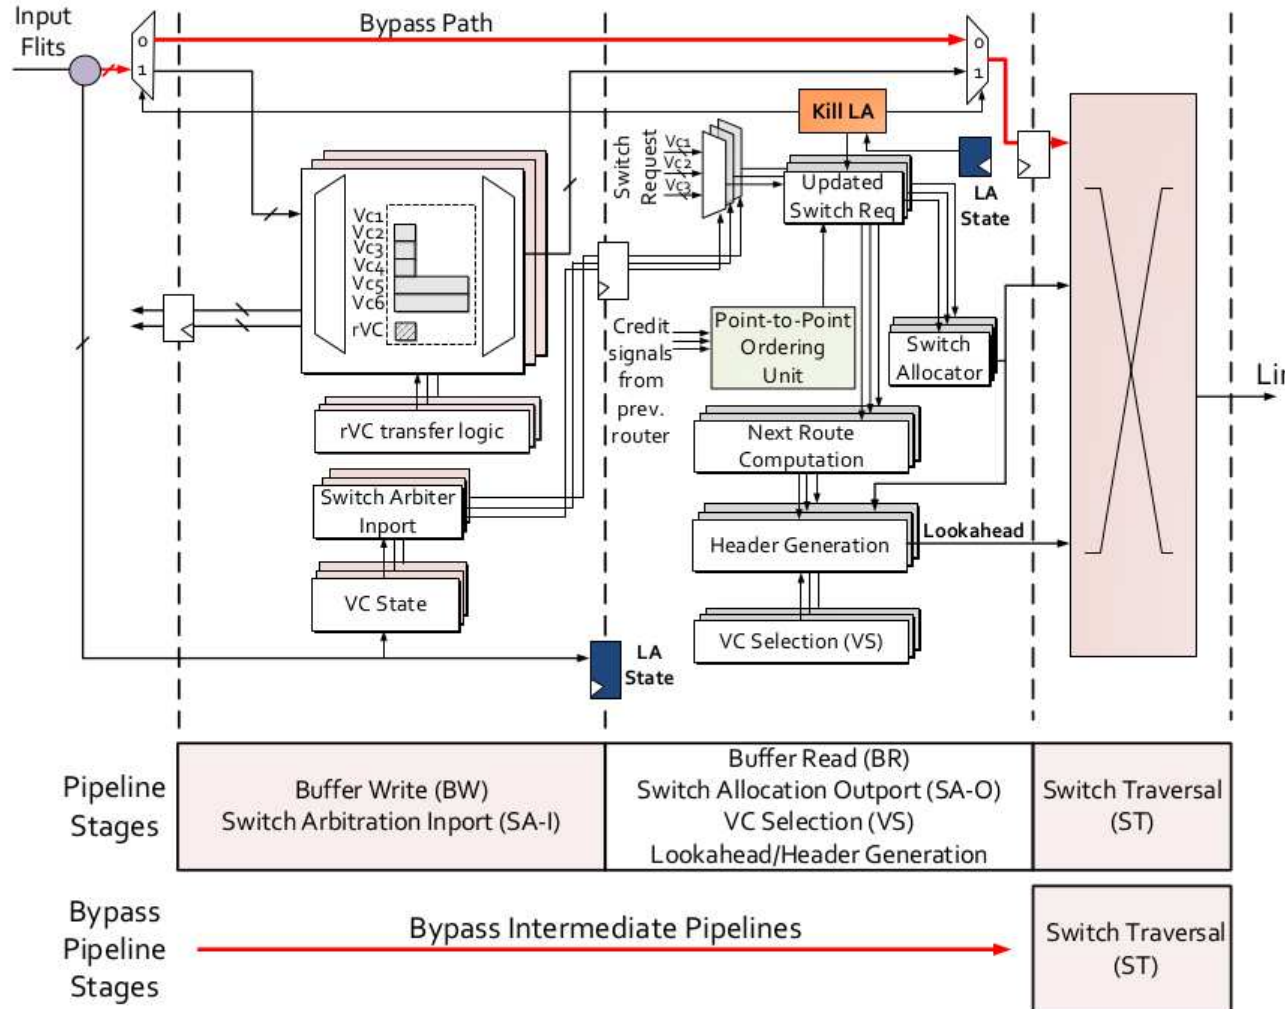 Input
Flits
0
1
Bypass Path
0
1
Kill LA
Switch
Request
Vc1
Vc2
Vc3
Updated
Switch Req
LA
State
Vc1
Vc2
Vc3
Vc4
Vc5
Vc6
rVC
Credit
signals
from
prev.
router
Point-to-Point
Ordering
Unit
Switch
Allocator
rVC transfer logic
Next Route
Computation
Switch Arbiter
Inport
Header Generation
Lookahead
VC State
VC Selection (VS)
LA
State
Pipeline
Stages
Buffer Write (BW)
Switch Arbitration Inport (SA-I)
Buffer Read (BR)
Switch Allocation Outport (SA-O)
VC Selection (VS)
Lookahead/Header Generation
Switch Traversal
(ST)
Bypass
Pipeline
Stages
Bypass Intermediate Pipelines
Switch Traversal
(ST)